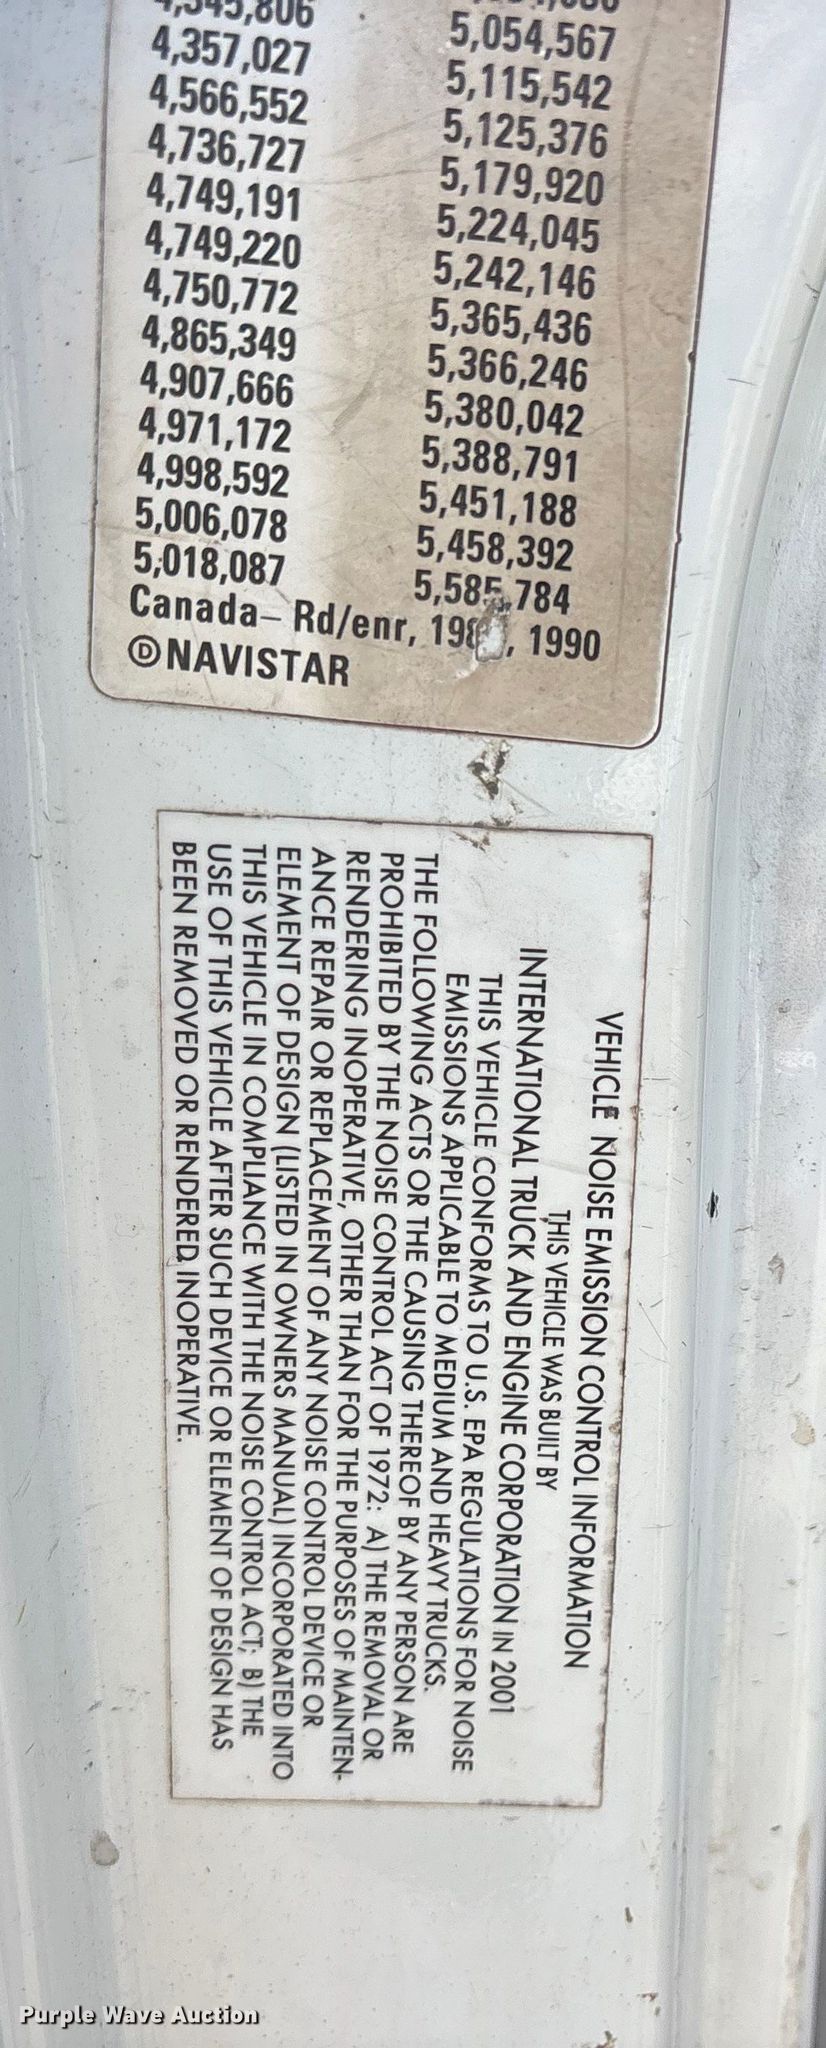 4,345,806
4,357,027
4,566,552
4,736,727
4,749,191
4,749,220
4,750,772
4,865,349
4,907,666
4,971,172
4,998,592
5,006,078
5,018,087
5,054,567
5,115,542
5,125,376
5,179,920
5,224,045
5,242,146
5,365,436
5,366,246
5,380,042
5,388,791
5,451,188
5,458,392
5,585,784
Canada– Rd/enr, 1990
Ⓓ NAVISTAR
VEHICLE NOISE EMISSION CONTROL INFORMATION
THIS VEHICLE WAS BUILT BY
INTERNATIONAL TRUCK AND ENGINE CORPORATION IN 2001
THIS VEHICLE CONFORMS TO U.S. EPA REGULATIONS FOR NOISE
EMISSIONS APPLICABLE TO MEDIUM AND HEAVY TRUCKS.
THE FOLLOWING ACTS OR THE CAUSING THEREOF BY ANY PERSON ARE
PROHIBITED BY THE NOISE CONTROL ACT OF 1972: A) THE REMOVAL OR
RENDERING INOPERATIVE, OTHER THAN FOR THE PURPOSES OF MAINTEN-
ANCE REPAIR OR REPLACEMENT OF ANY NOISE CONTROL DEVICE OR
ELEMENT OF DESIGN (LISTED IN OWNERS MANUAL) INCORPORATED INTO
THIS VEHICLE IN COMPLIANCE WITH THE NOISE CONTROL ACT; B) THE
USE OF THIS VEHICLE AFTER SUCH DEVICE OR ELEMENT OF DESIGN HAS
BEEN REMOVED OR RENDERED INOPERATIVE.
Purple Wave Auction